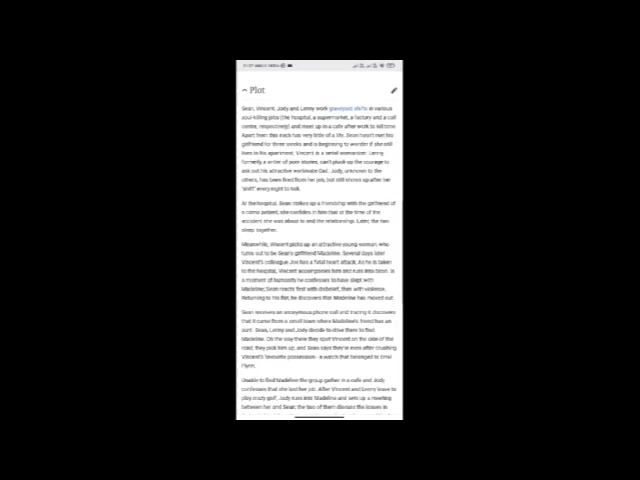 Plot
Sean, Vincent, Jody and Lenny work graveyard shifts in various
soul-killing jobs (the hospital, a supermarket, a factory and a call
centre, respectively) and meet up in a cafe after work to kill time.
Apart from this each has very little of a life. Sean hasn't met his
girlfriend for three weeks and is beginning to wonder if she still
lives in his apartment. Vincent is a serial womanizer. Lenny
formerly a writer of porn stories, can't pluck up the courage to
ask out his attractive workmate Gail. Jody, unknown to the
others, has been fired from her job, but still shows up after her
"shift" every night to talk.
At the hospital, Sean strikes up a friendship with the girlfriend of
a coma patient; she confides in him that at the time of the
accident she was about to end the relationship. Later, the two
sleep together.
Meanwhile, Vincent picks up an attractive young woman, who
turns out to be Sean's girlfriend Madeline. Several days later
Vincent's colleague Joe has a fatal heart attack. As he is taken
to the hospital, Vincent accompanies him and runs into Sean. In
a moment of honesty he confesses to have slept with
Madeline; Sean reacts first with disbelief, then with violence.
Returning to his flat, he discovers that Madeline has moved out.
Sean receives an anonymous phone call and tracing it discovers
that it came from a small town where Madeline's friend has an
aunt. Sean, Lenny and Jody decide to drive there to find
Madeline. On the way there they spot Vincent on the side of the
road; they pick him up, and Sean says they're even after crushing
Vincent's favourite possession - a watch that belonged to Errol
Flynn.
Unable to find Madeline the group gather in a cafe and Jody
confesses that she lost her job. After Vincent and Lenny leave to
play crazy golf, Jody runs into Madeline and sets up a meeting
between her and Sean; the two of them discuss the issues in